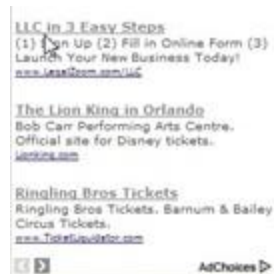 LLC in 3 Easy Steps
(1) Sign Up (2) Fill in Online Form (3)
Launch Your New Business Today!
www.LegalZoom.com/LLC
The Lion King in Orlando
Bob Carr Performing Arts Centre.
Official site for Disney tickets.
Lionking.com
Ringling Bros Tickets
Ringling Bros Tickets. Barnum & Bailey
Circus Tickets.
www.TicketLiquidator.com
AdChoices